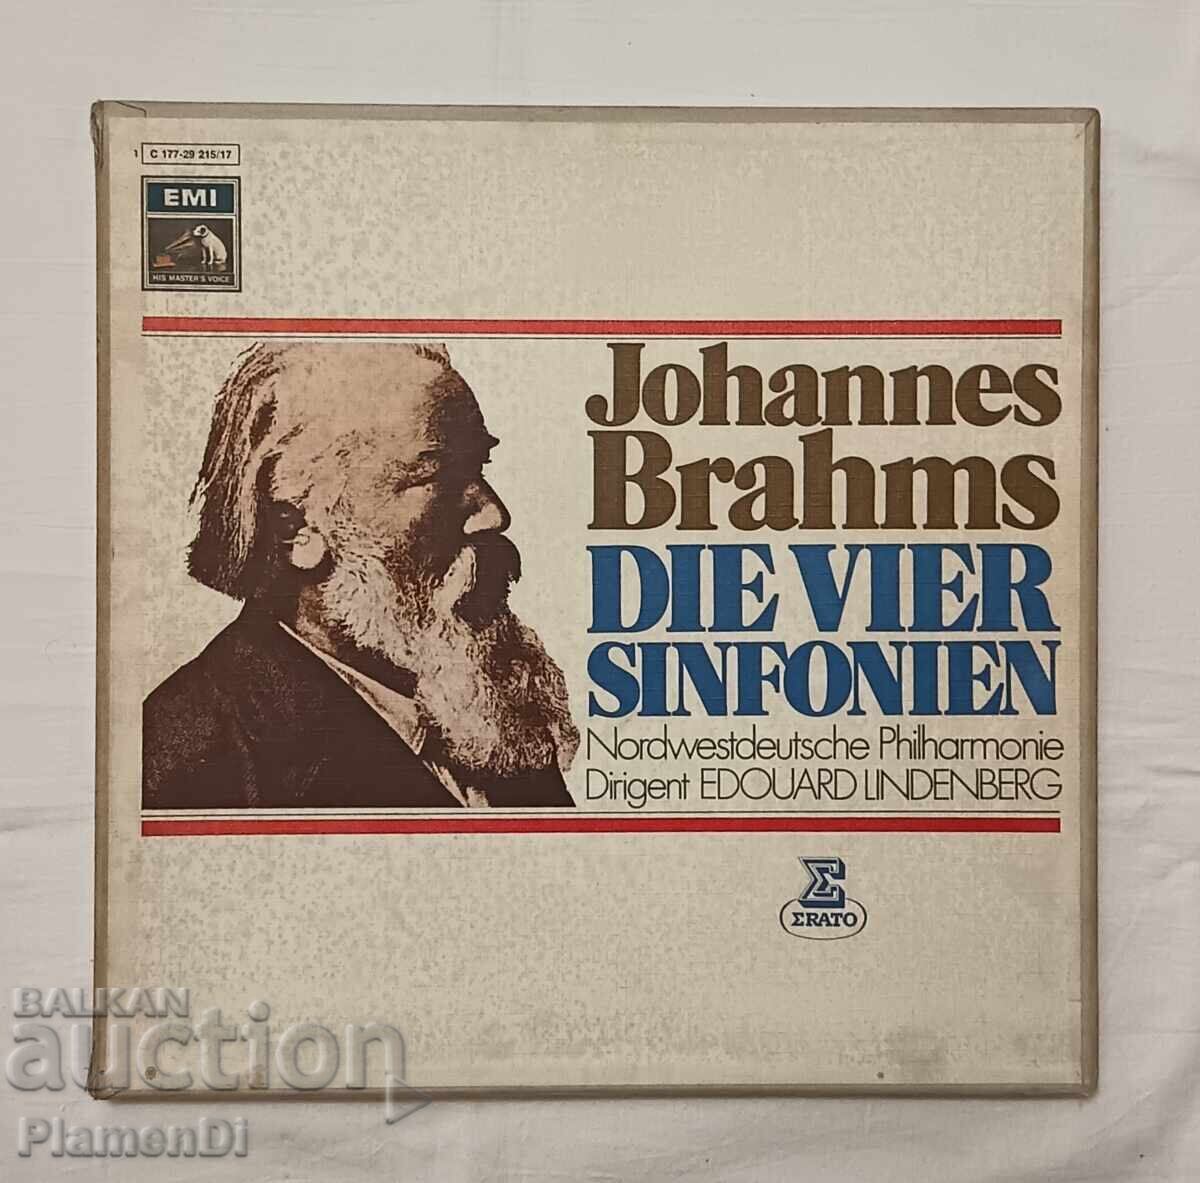 1 C 177-29 215/17
EMI
HIS MASTER'S VOICE
Johannes
Brahms
DIE VIER
SINFONIEN
Nordwestdeutsche Philharmonie
Dirigent EDOUARD LINDENBERG
Σ
ΣRATO
BALKAN
auction
PlamenDi